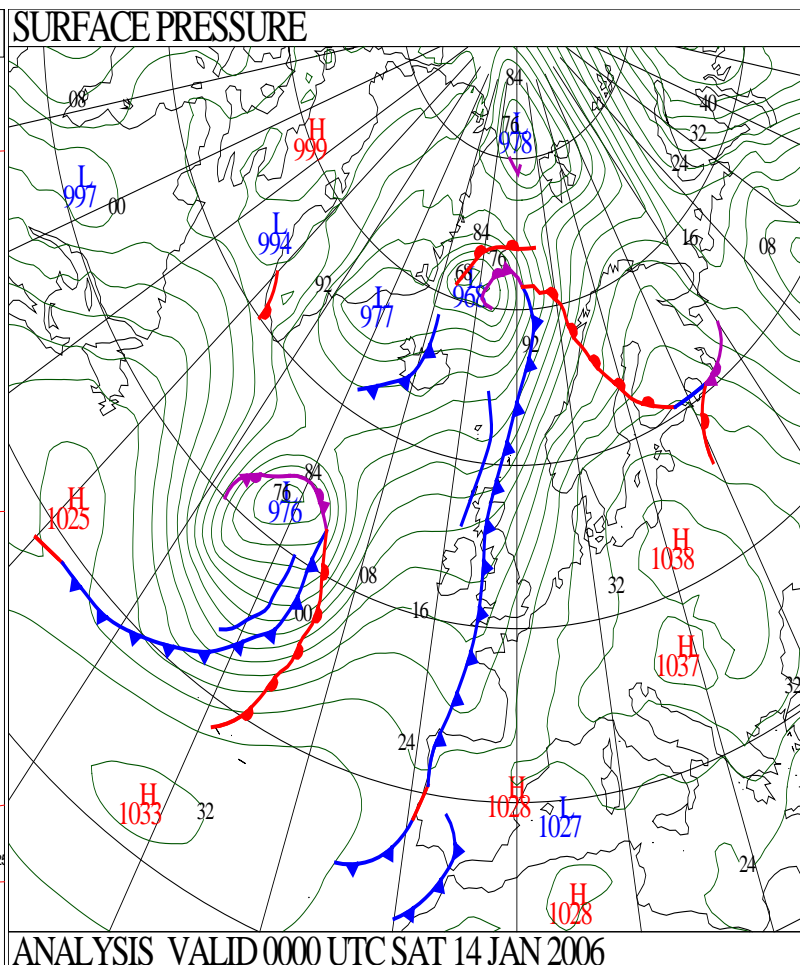 SURFACE PRESSURE
84
08
40
76
L
978
32
H
999
24
L
997
00
L
994
84
16
08
76
68
L
968
92
L
977
92
84
76
L
976
H
1025
H
1038
08
32
00
16
H
1037
32
24
H
1033
32
H
1028
L
1027
24
H
1028
ANALYSIS VALID 0000 UTC SAT 14 JAN 2006